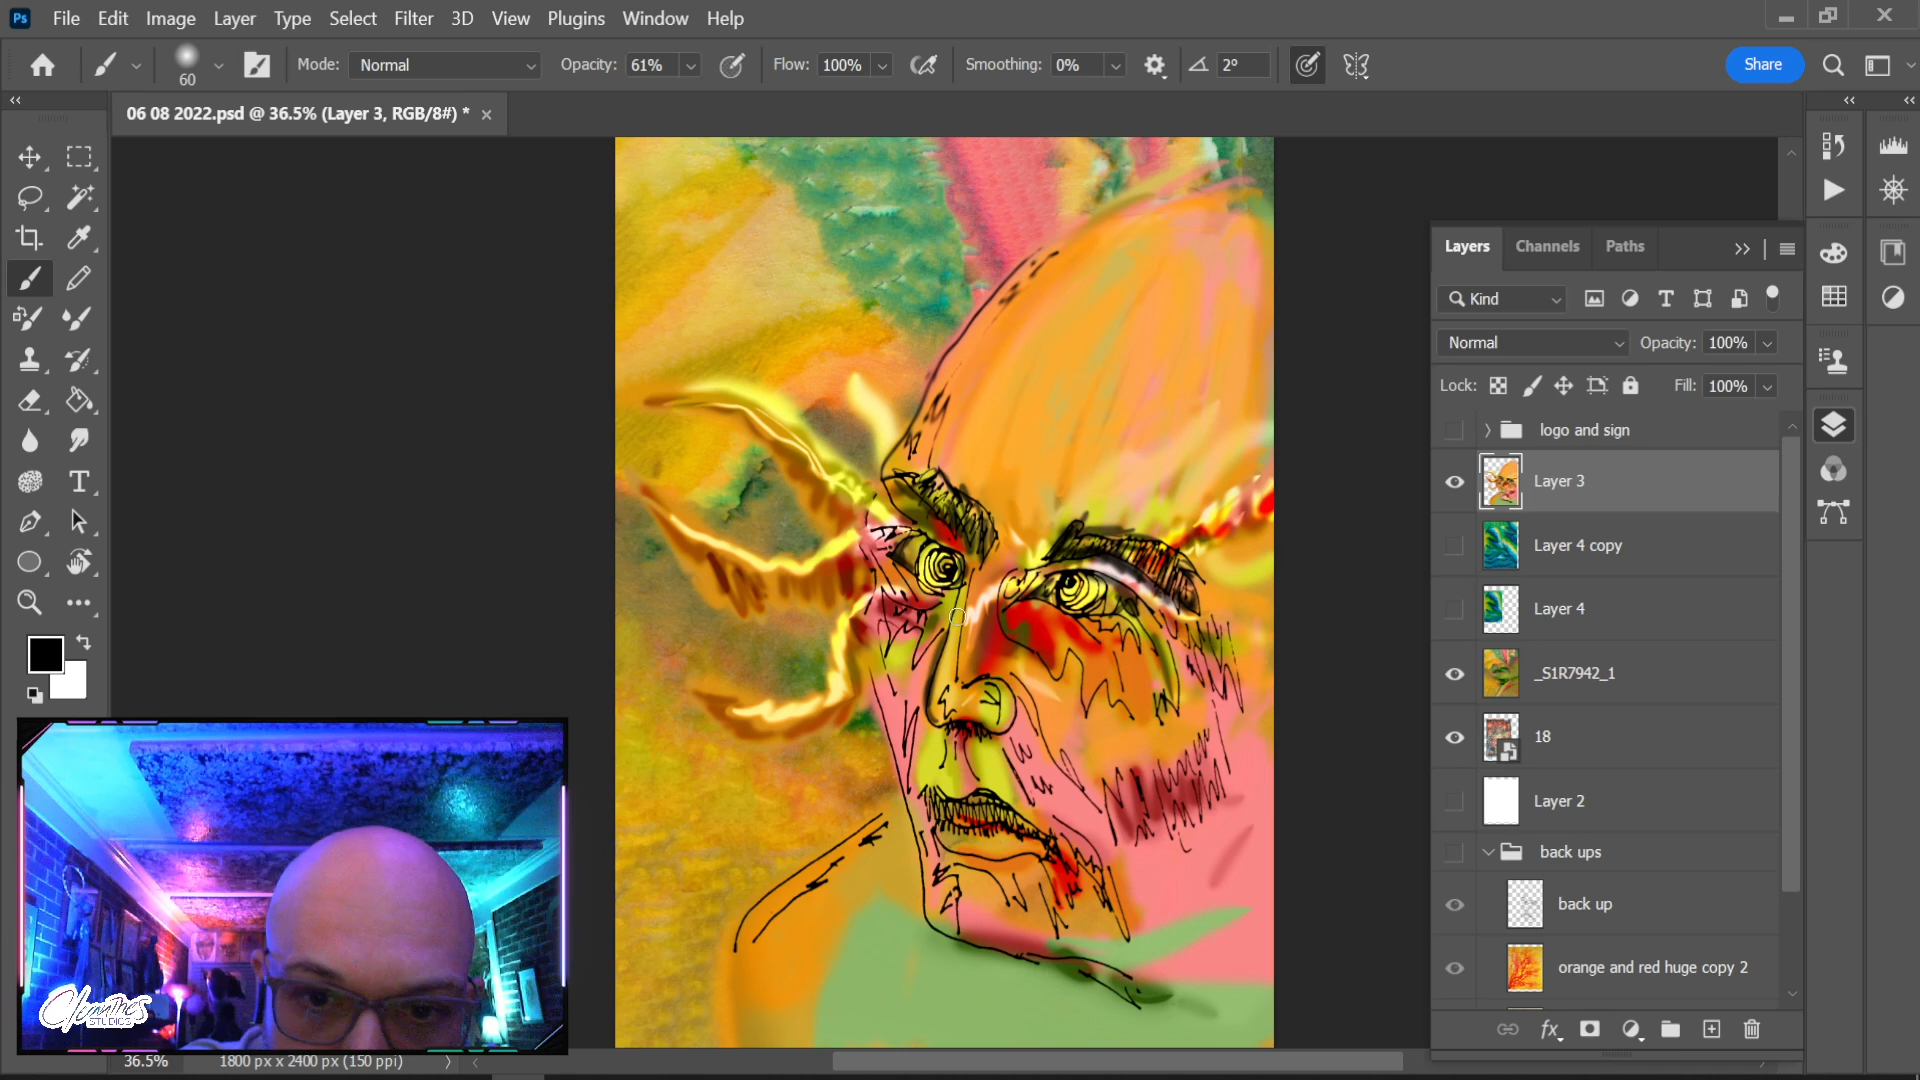 Ps File Edit Image Layer Type Select Filter 3D View Plugins Window Help
60 Mode: Normal Opacity: 61% Flow: 100% Smoothing: 0% 2° Share
06 08 2022.psd @ 36.5% (Layer 3, RGB/8#) *
Layers Channels Paths
Kind
Normal Opacity: 100%
Lock: Fill: 100%
logo and sign
Layer 3
Layer 4 copy
Layer 4
_S1R7942_1
18
Layer 2
back ups
back up
orange and red huge copy 2
fx
STUDIOS
36.5% 1800 px x 2400 px (150 ppi)